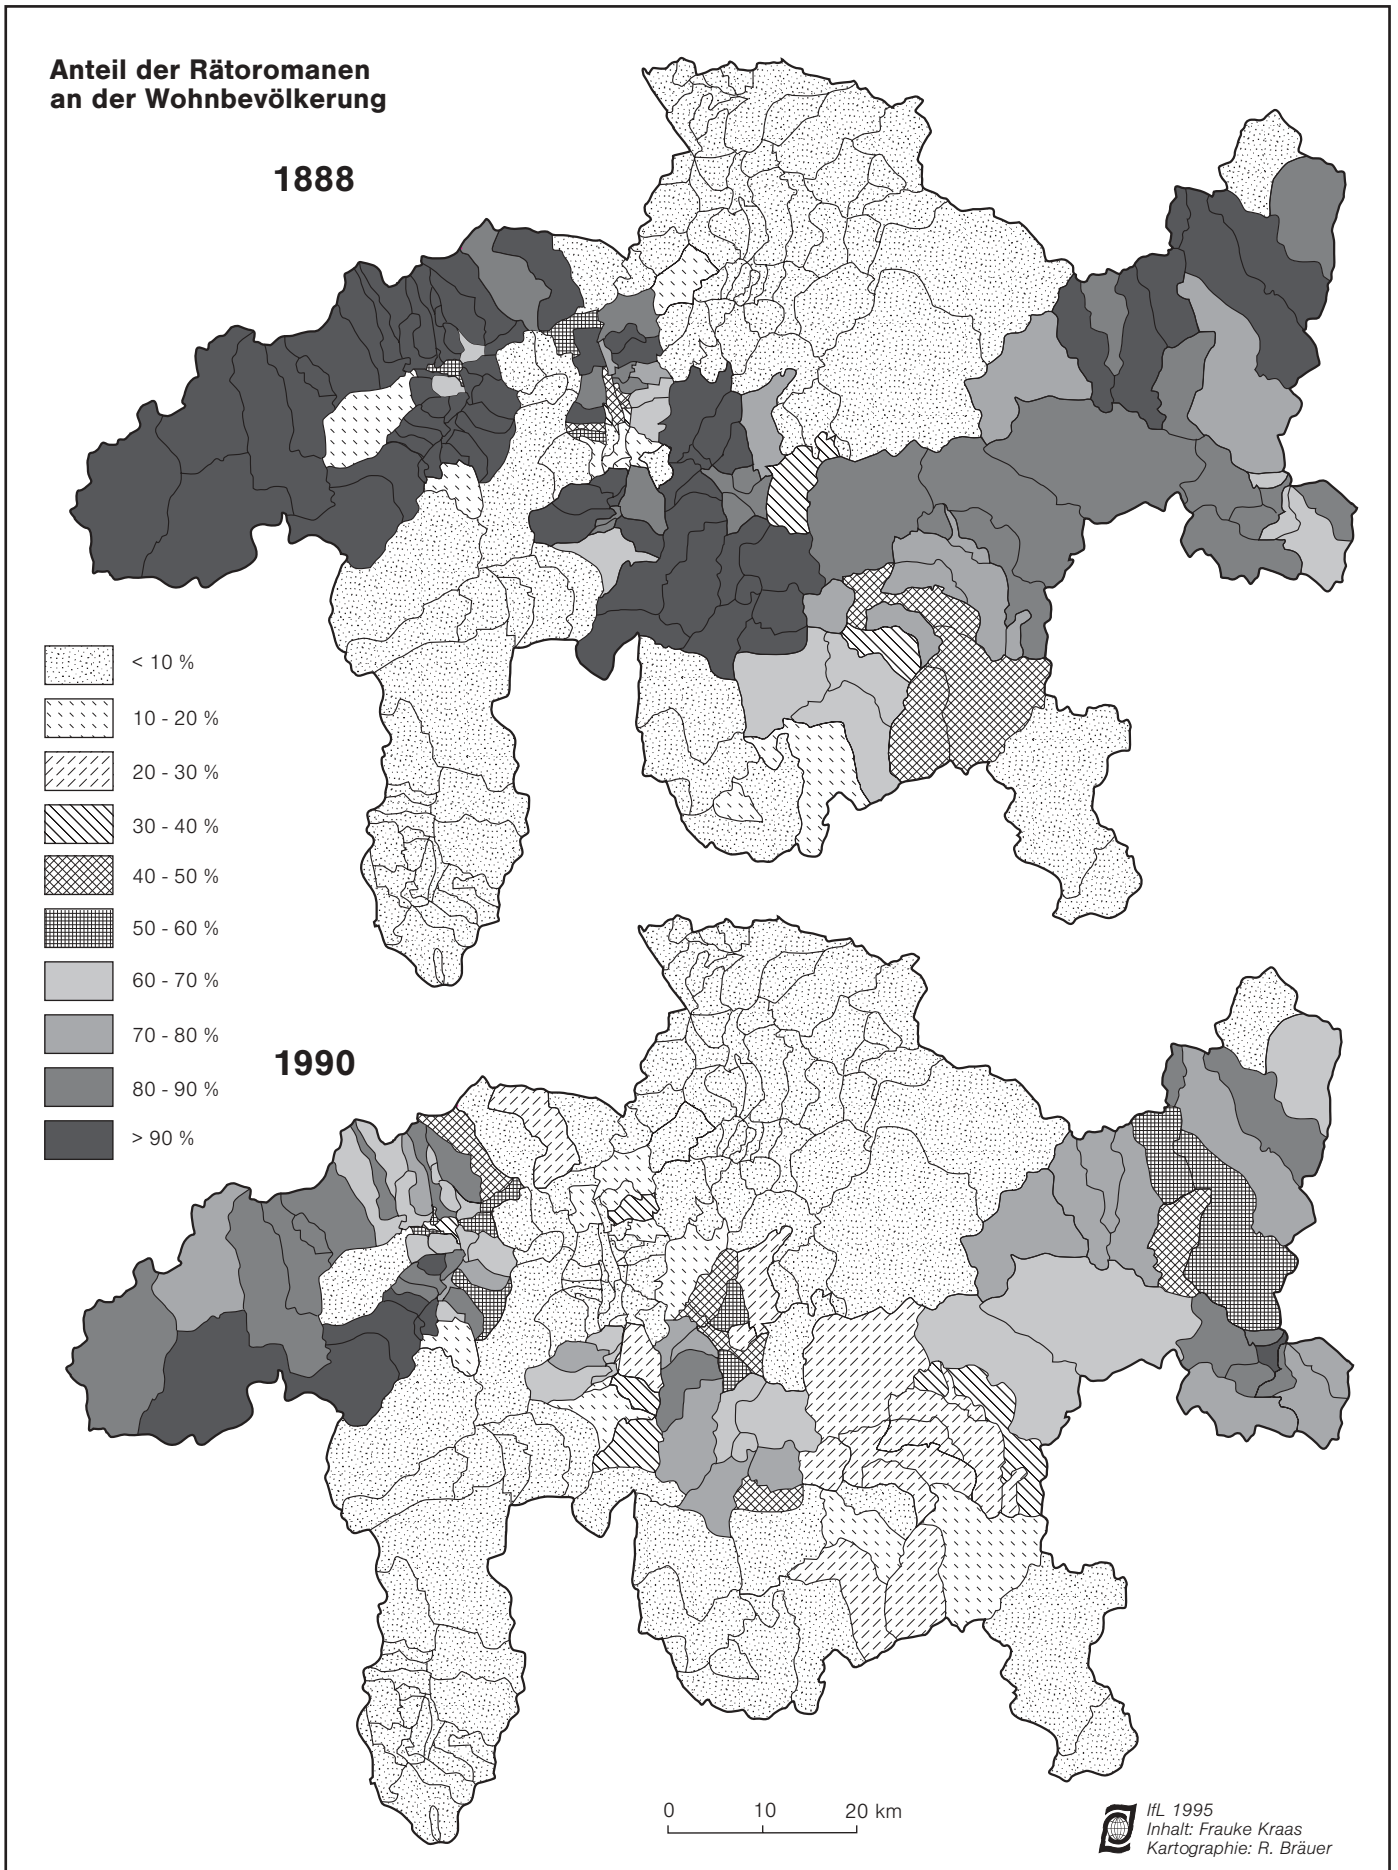 Anteil der Rätoromanen
an der Wohnbevölkerung
1888
< 10 %
10 - 20 %
20 - 30 %
30 - 40 %
40 - 50 %
50 - 60 %
60 - 70 %
70 - 80 %
80 - 90 %
> 90 %
1990
0 10 20 km
IfL 1995
Inhalt: Frauke Kraas
Kartographie: R. Bräuer